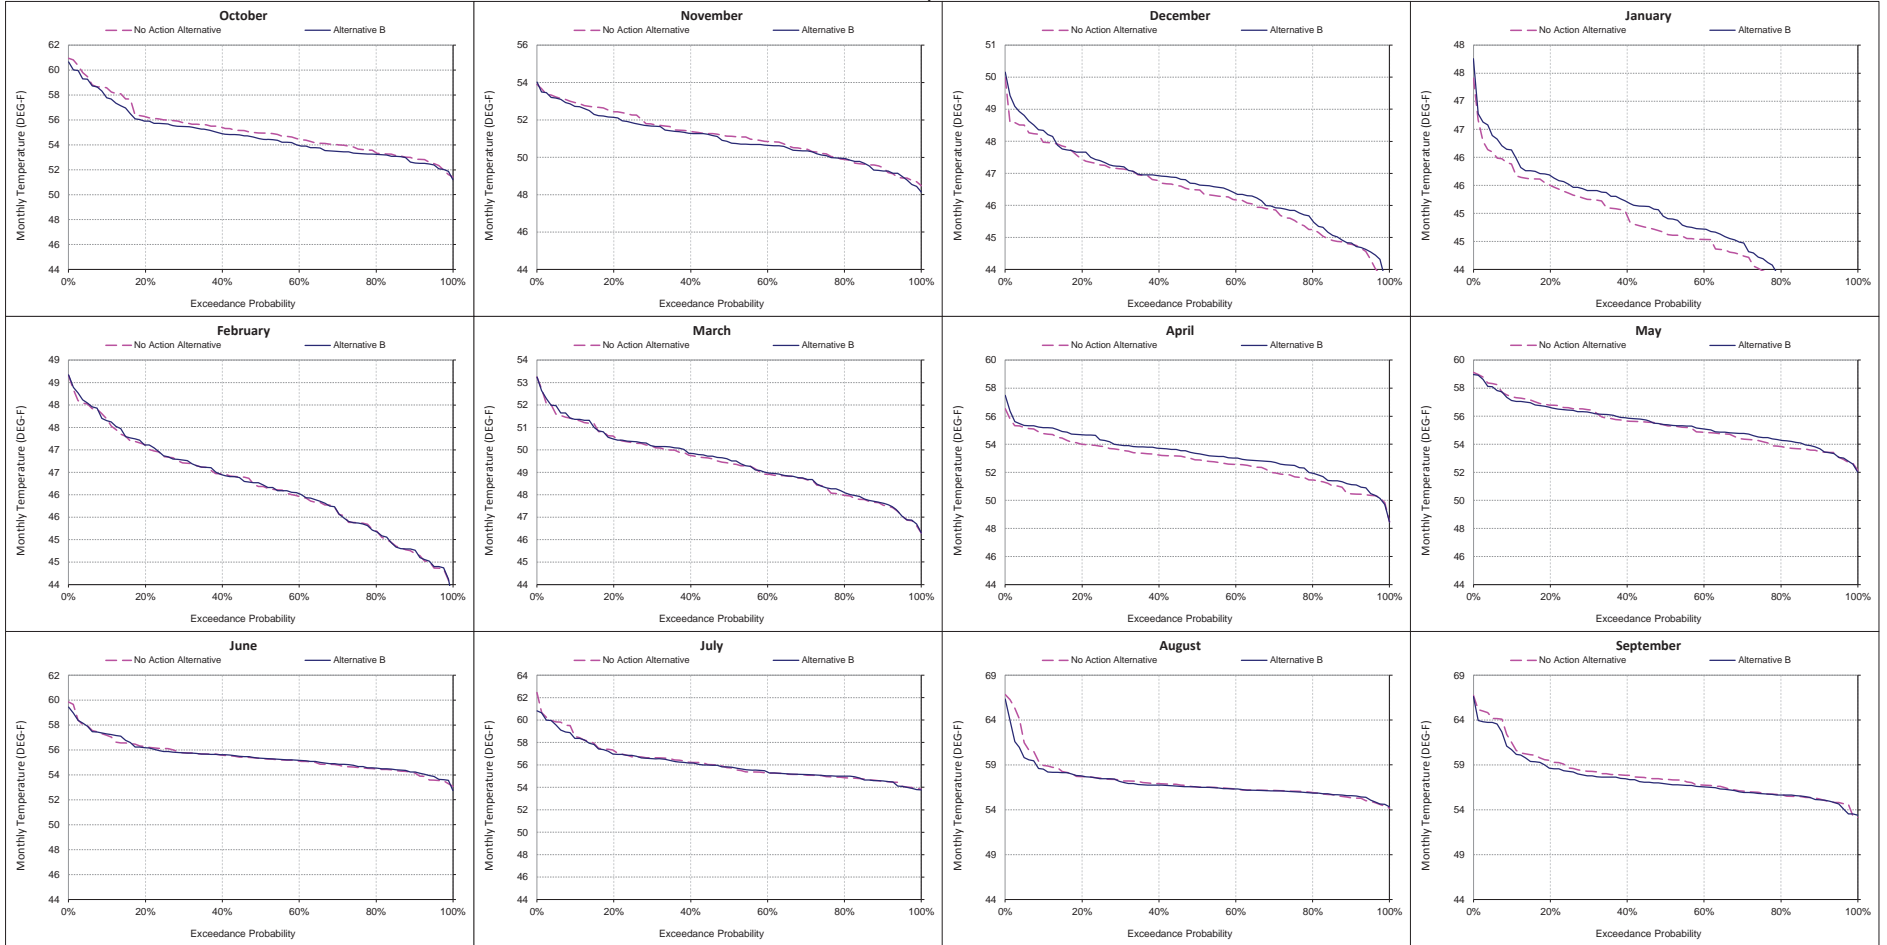 October
No Action Alternative Alternative B
Monthly Temperature (DEG-F)
62
60
58
56
54
52
50
48
46
44
0% 20% 40% 60% 80% 100%
Exceedance Probability
November
No Action Alternative Alternative B
Monthly Temperature (DEG-F)
56
54
52
50
48
46
44
0% 20% 40% 60% 80% 100%
Exceedance Probability
December
No Action Alternative Alternative B
Monthly Temperature (DEG-F)
51
50
49
48
47
46
45
44
0% 20% 40% 60% 80% 100%
Exceedance Probability
January
No Action Alternative Alternative B
Monthly Temperature (DEG-F)
48
48
47
47
46
46
45
45
44
0% 20% 40% 60% 80% 100%
Exceedance Probability
February
No Action Alternative Alternative B
Monthly Temperature (DEG-F)
49
49
48
48
47
47
46
46
45
45
44
0% 20% 40% 60% 80% 100%
Exceedance Probability
March
No Action Alternative Alternative B
Monthly Temperature (DEG-F)
54
53
52
51
50
49
48
47
46
45
44
0% 20% 40% 60% 80% 100%
Exceedance Probability
April
No Action Alternative Alternative B
Monthly Temperature (DEG-F)
60
58
56
54
52
50
48
46
44
0% 20% 40% 60% 80% 100%
Exceedance Probability
May
No Action Alternative Alternative B
Monthly Temperature (DEG-F)
60
58
56
54
52
50
48
46
44
0% 20% 40% 60% 80% 100%
Exceedance Probability
June
No Action Alternative Alternative B
Monthly Temperature (DEG-F)
62
60
58
56
54
52
50
48
46
44
0% 20% 40% 60% 80% 100%
Exceedance Probability
July
No Action Alternative Alternative B
Monthly Temperature (DEG-F)
64
62
60
58
56
54
52
50
48
46
44
0% 20% 40% 60% 80% 100%
Exceedance Probability
August
No Action Alternative Alternative B
Monthly Temperature (DEG-F)
69
64
59
54
49
44
0% 20% 40% 60% 80% 100%
Exceedance Probability
September
No Action Alternative Alternative B
Monthly Temperature (DEG-F)
69
64
59
54
49
44
0% 20% 40% 60% 80% 100%
Exceedance Probability